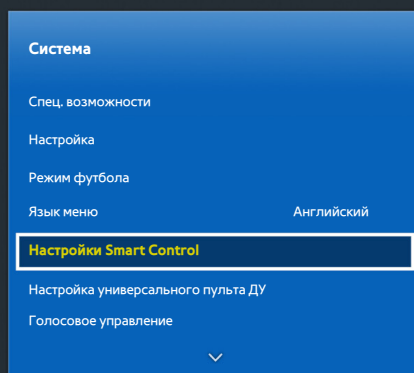 Система
Спец. возможности
Настройка
Режим футбола
Язык меню Английский
Настройки Smart Control
Настройка универсального пульта ДУ
Голосовое управление